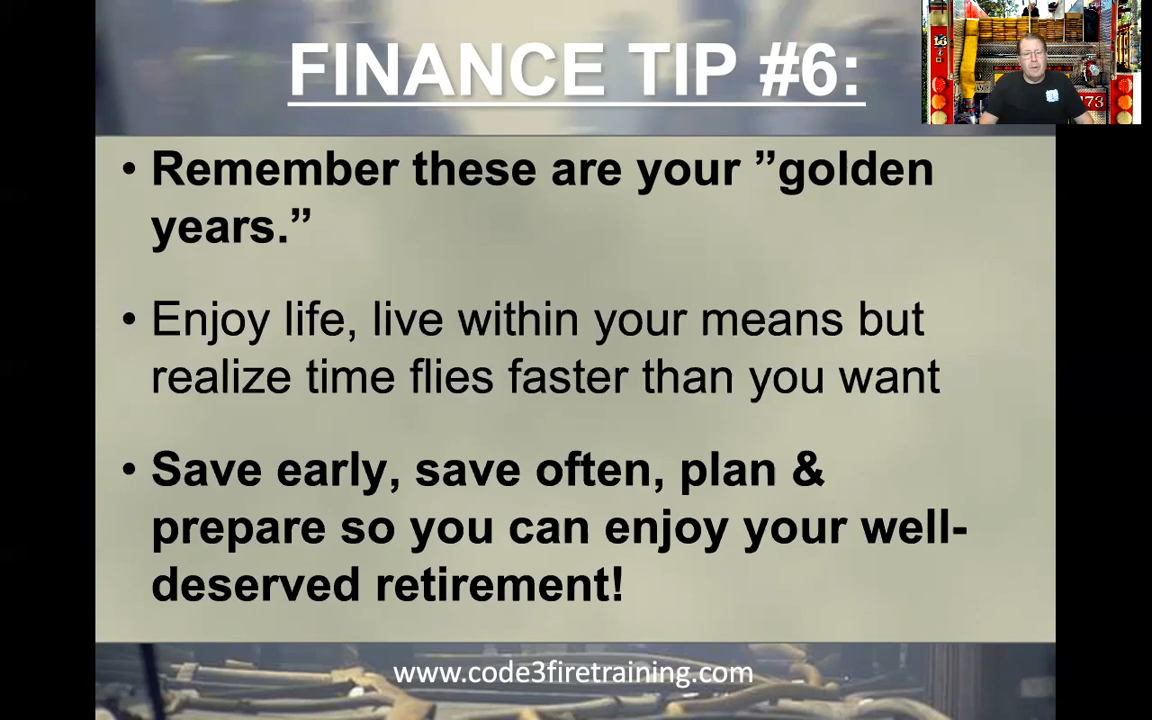 FINANCE TIP #6:
• Remember these are your ”golden
years.”
• Enjoy life, live within your means but
realize time flies faster than you want
• Save early, save often, plan &
prepare so you can enjoy your well-
deserved retirement!
www.code3firetraining.com
16
73